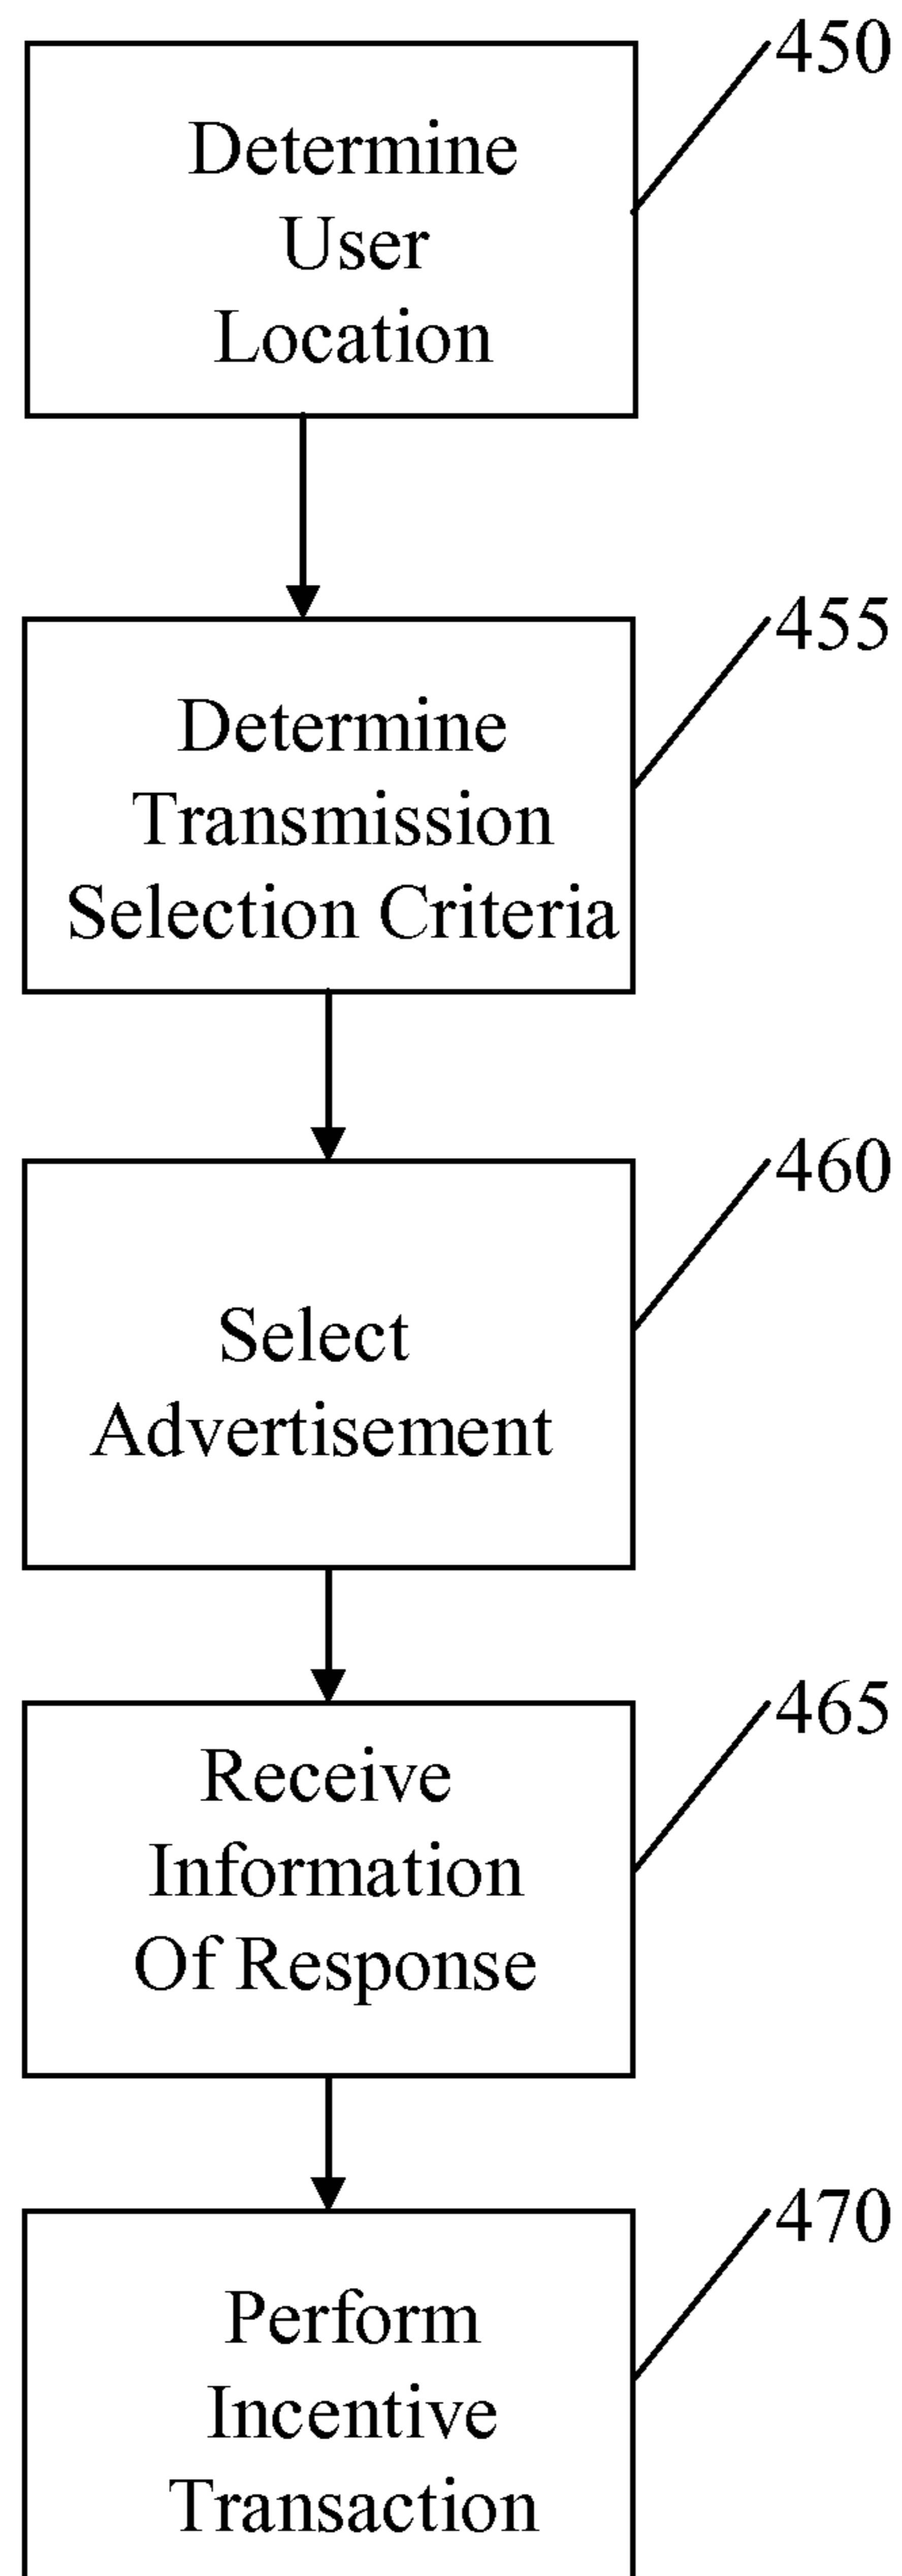 450
Determine
User
Location
455
Determine
Transmission
Selection Criteria
460
Select
Advertisement
465
Receive
Information
Of Response
470
Perform
Incentive
Transaction